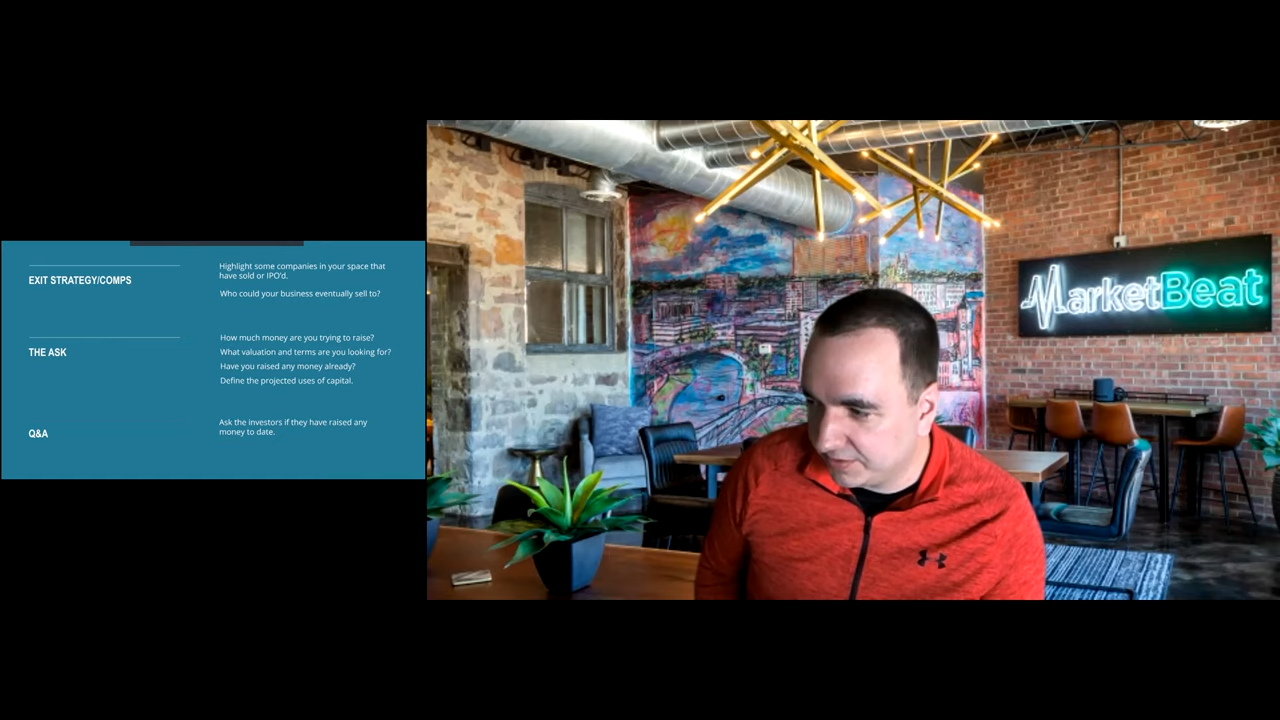 EXIT STRATEGY/COMPS
Highlight some companies in your space that
have sold or IPO'd.
Who could your business eventually sell to?
THE ASK
How much money are you trying to raise?
What valuation and terms are you looking for?
Have you raised any money already?
Define the projected uses of capital.
Q&A
Ask the investors if they have raised any
money to date.
MarketBeat